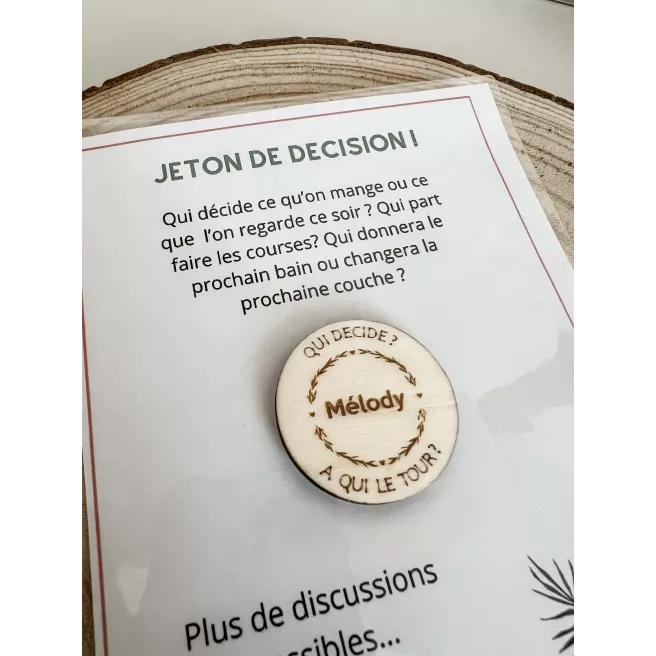 JETON DE DECISION !
Qui décide ce qu'on mange ou ce
que l'on regarde ce soir ? Qui part
faire les courses? Qui donnera le
prochain bain ou changera la
prochaine couche ?
QUI DECIDE ?
Mélody
A QUI LE TOUR ?
Plus de discussions